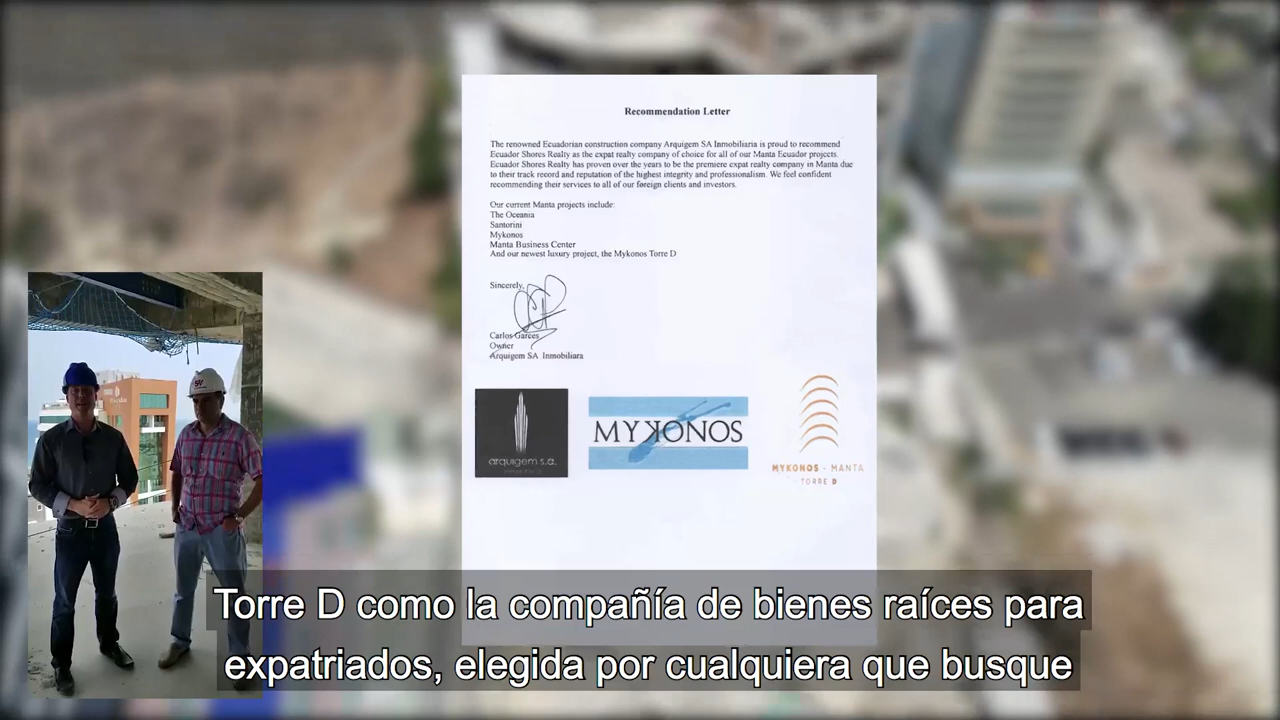 Recommendation Letter
The renowned Ecuadorian construction company Arquigem SA Inmobiliaria is proud to recommend
Ecuador Shores Realty as the expat realty company of choice for all of our Manta Ecuador projects.
Ecuador Shores Realty has proven over the years to be the premiere expat realty company in Manta due
to their track record and reputation of the highest integrity and professionalism. We feel confident
recommending their services to all of our foreign clients and investors.
Our current Manta projects include:
The Oceania
Santorini
Mykonos
Manta Business Center
And our newest luxury project, the Mykonos Torre D
Sincerely,
Carlos Garces
Owner
Arquigem SA Inmobiliara
arquigem s.a.
MYKONOS
MYKONOS - MANTA
TORRE D
Torre D como la compañía de bienes raíces para
expatriados, elegida por cualquiera que busque